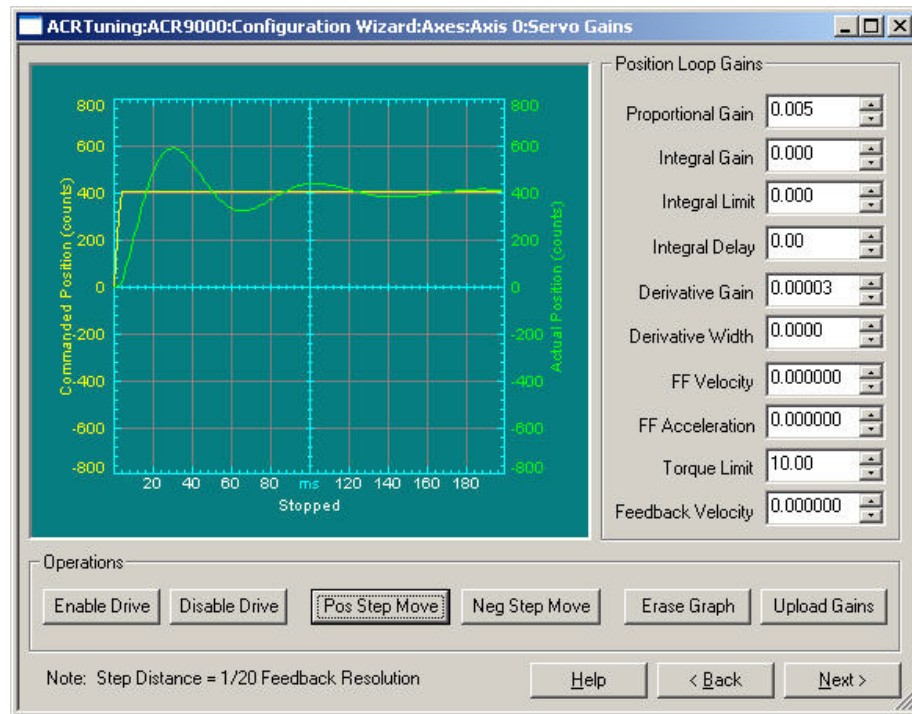 ACRTuning:ACR9000:Configuration Wizard:Axes:Axis 0:Servo Gains
800
600
400
200
0
-200
-400
-600
-800
Commanded Position (counts)
800
600
400
200
0
-200
-400
-600
-800
Actual Position (counts)
20 40 60 80 ms 120 140 160 180
Stopped
Position Loop Gains
Proportional Gain 0.005
Integral Gain 0.000
Integral Limit 0.000
Integral Delay 0.00
Derivative Gain 0.00003
Derivative Width 0.0000
FF Velocity 0.000000
FF Acceleration 0.000000
Torque Limit 10.00
Feedback Velocity 0.000000
Operations
Enable Drive Disable Drive Pos Step Move Neg Step Move Erase Graph Upload Gains
Note: Step Distance = 1/20 Feedback Resolution
Help < Back Next >